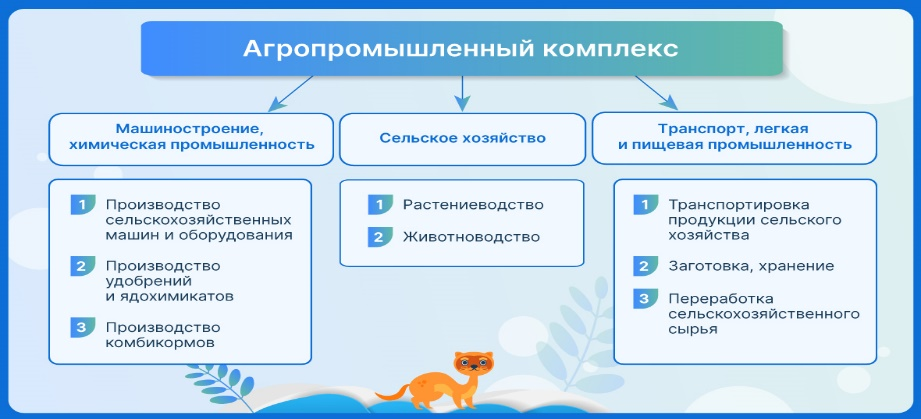 Агропромышленный комплекс
Машиностроение,
химическая промышленность
1 Производство
сельскохозяйственных
машин и оборудования
2 Производство
удобрений
и ядохимикатов
3 Производство
комбикормов
Сельское хозяйство
1 Растениеводство
2 Животноводство
Транспорт, легкая
и пищевая промышленность
1 Транспортировка
продукции сельского
хозяйства
2 Заготовка, хранение
3 Переработка
сельскохозяйственного
сырья